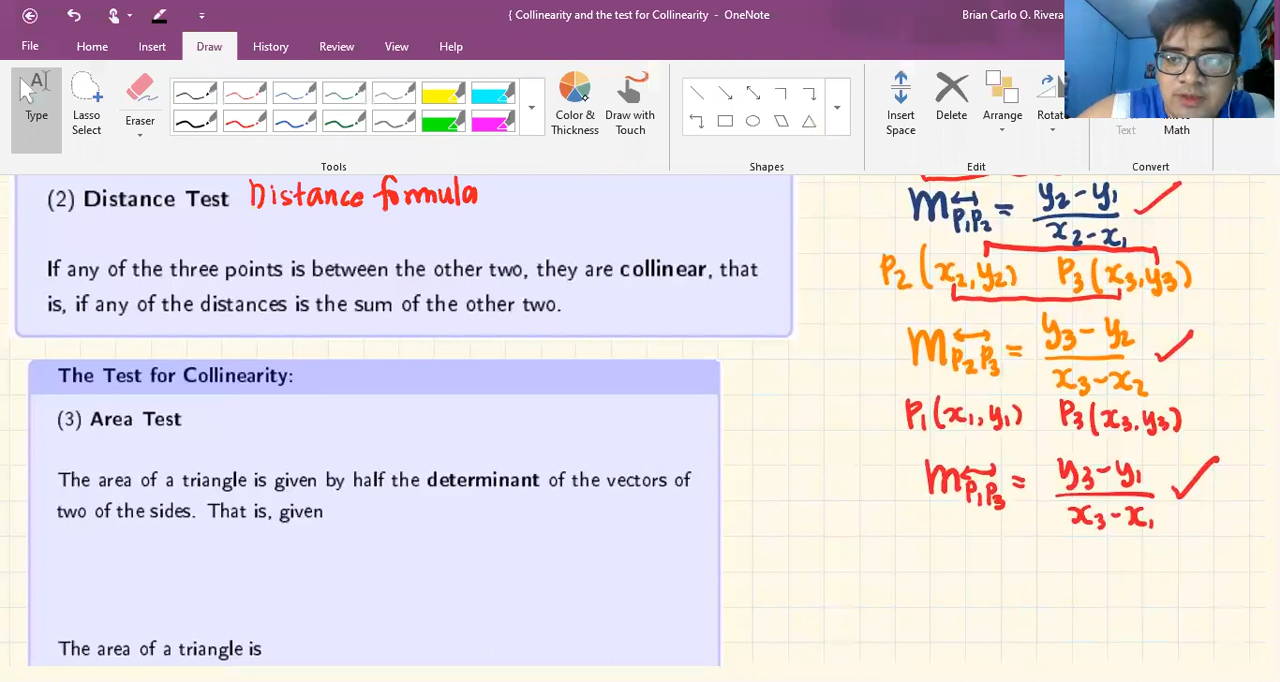 { Collinearity and the test for Collinearity - OneNote
Brian Carlo O. Rivera
File Home Insert Draw History Review View Help
Type
Lasso Select
Eraser
Color & Thickness
Draw with Touch
Insert Space
Delete
Arrange
Rotate
Text
Math
Tools
Shapes
Edit
Convert
(2) Distance Test Distance formula
If any of the three points is between the other two, they are collinear, that
is, if any of the distances is the sum of the other two.
The Test for Collinearity:
(3) Area Test
The area of a triangle is given by half the determinant of the vectors of
two of the sides. That is, given
The area of a triangle is
m P₁P₂ = y₂-y₁ / x₂-x₁
P₂(x₂,y₂) P₃(x₃,y₃)
m P₂P₃ = y₃-y₂ / x₃-x₂
P₁(x₁,y₁) P₃(x₃,y₃)
m P₁P₃ = y₃-y₁ / x₃-x₁